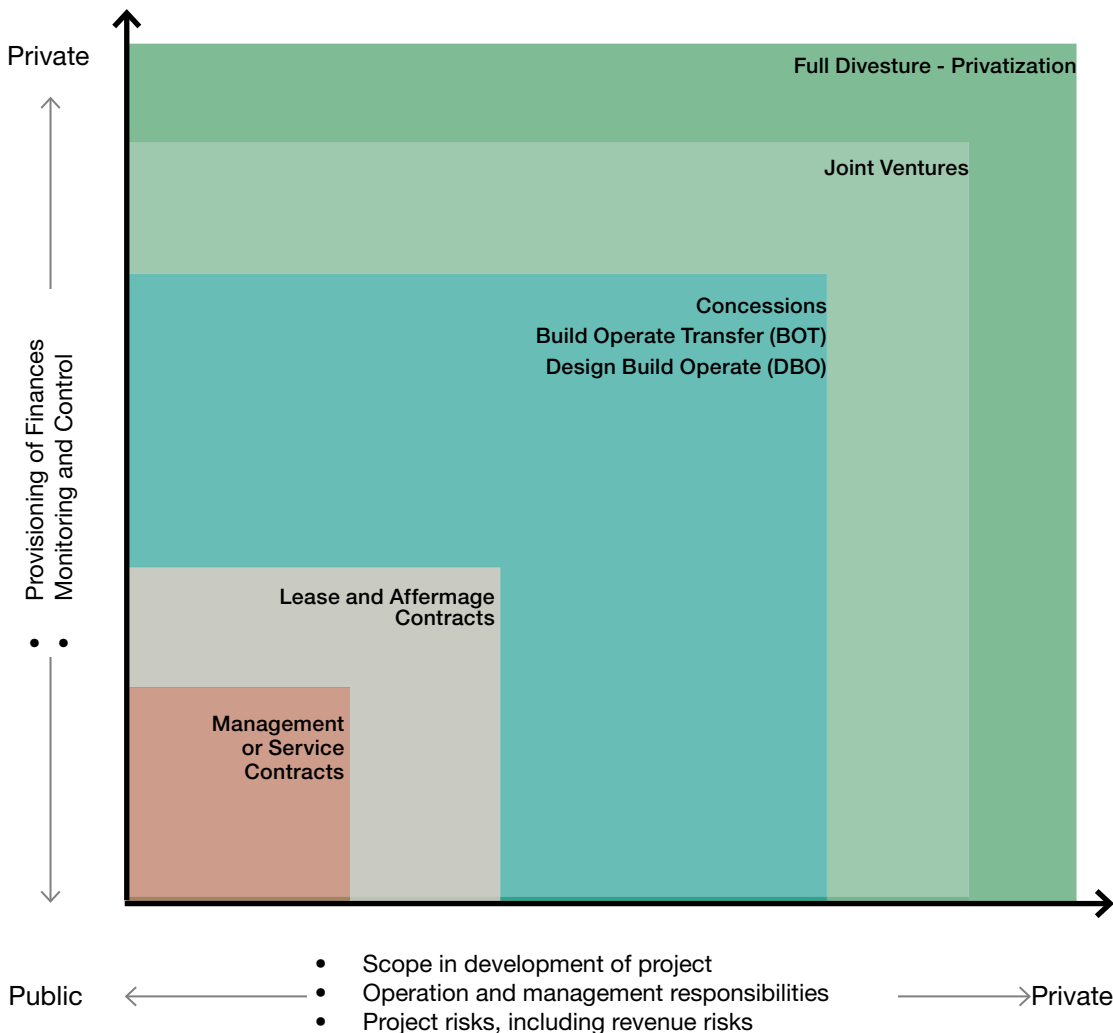 Private
Full Divesture - Privatization
Joint Ventures
Concessions
Build Operate Transfer (BOT)
Design Build Operate (DBO)
• Provisioning of Finances
• Monitoring and Control
Lease and Affermage
Contracts
Management
or Service
Contracts
Public
• Scope in development of project
• Operation and management responsibilities
• Project risks, including revenue risks
Private